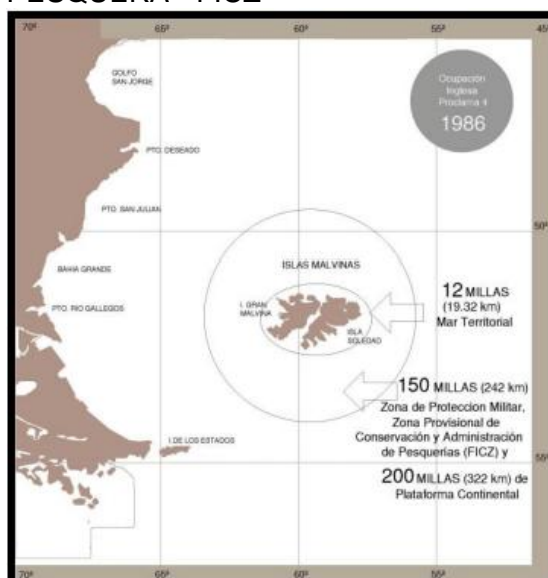 70º
65º
60º
55º
45º
GOLFO
SAN JORGE
Ocupación
Inglesa
Proclama 4
1986
PTO. DESEADO
PTO. SAN JULIAN
50º
BAHIA GRANDE
PTO. RIO GALLEGOS
ISLAS MALVINAS
I. GRAN
MALVINA
ISLA
SOLEDAD
12 MILLAS
(19.32 km)
Mar Territorial
150 MILLAS (242 km)
Zona de Proteccion Militar,
Zona Provisional de
Conservación y Administración
de Pesquerías (FICZ) y
200 MILLAS (322 km) de
Plataforma Continental
I.DE LOS ESTADOS
55º
70º
65º
60º
55º